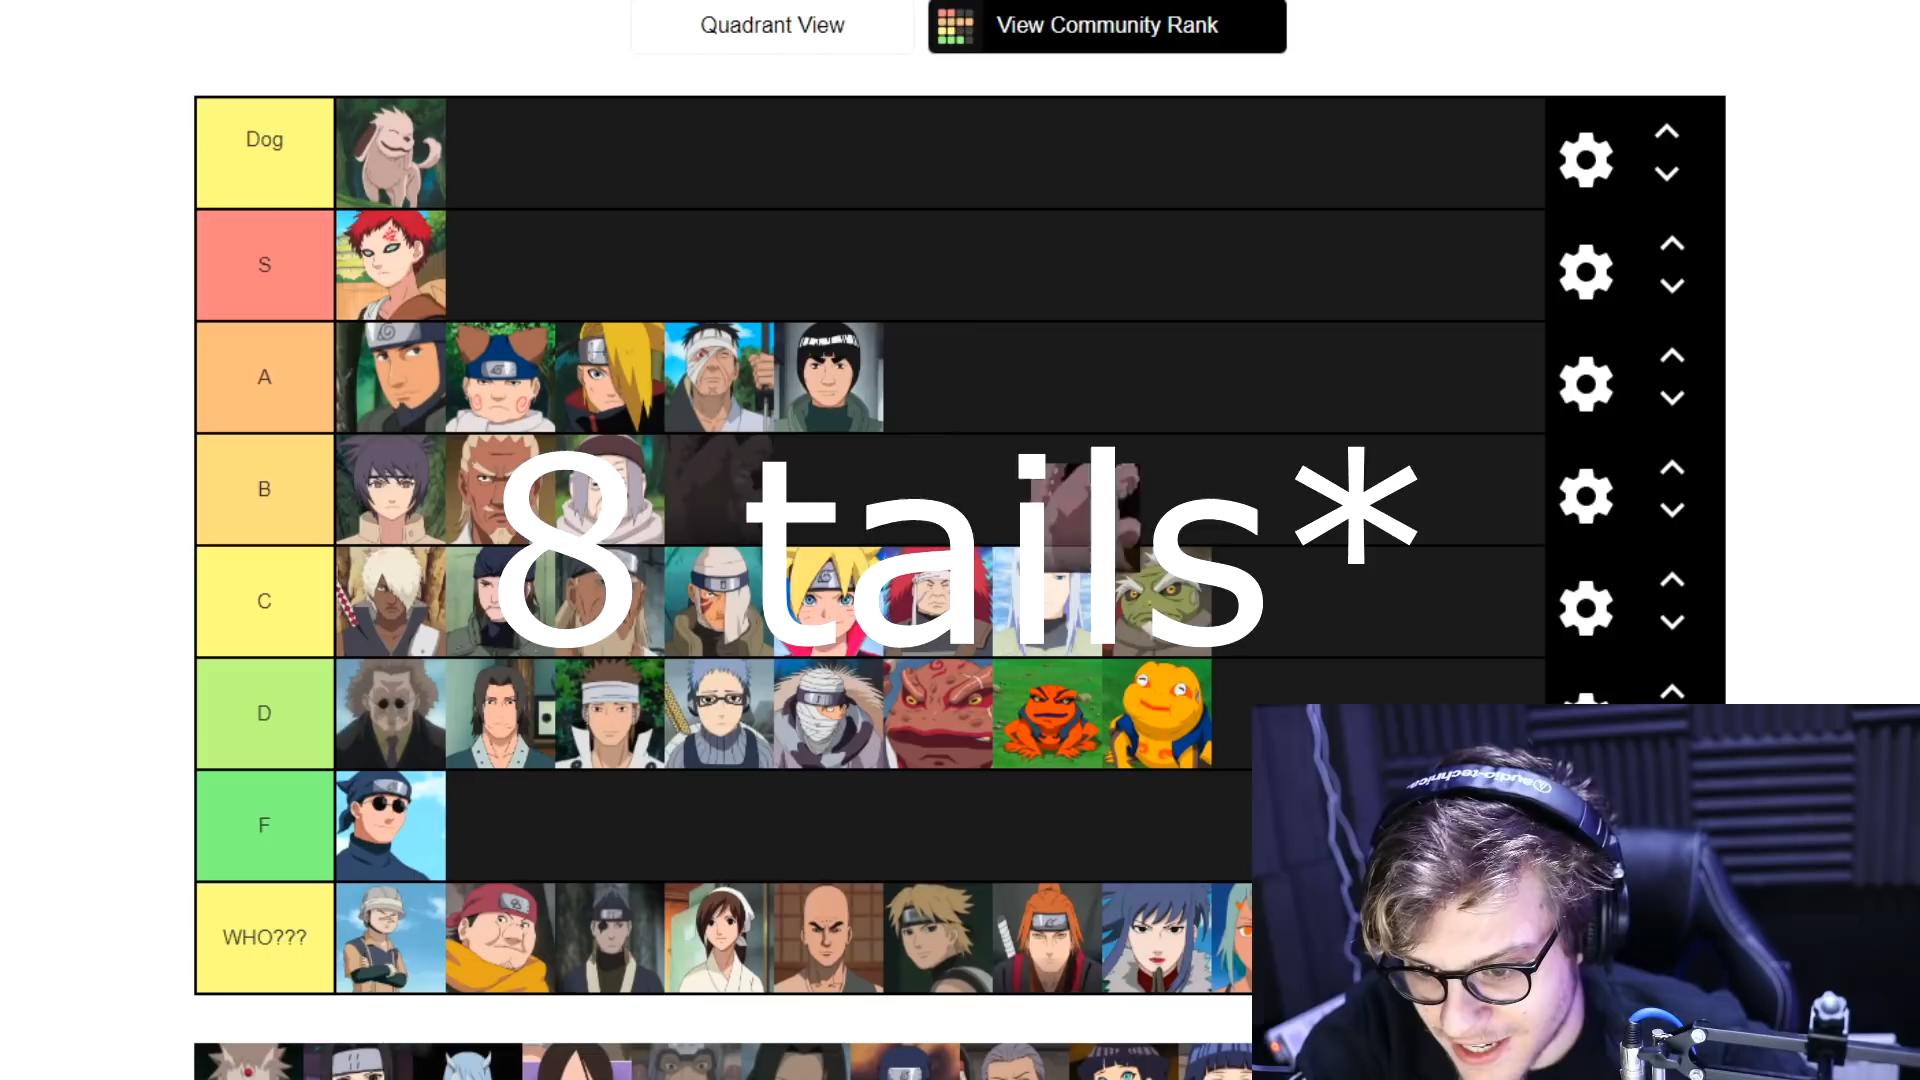 Quadrant View
View Community Rank
Dog
S
A
B
8 tails*
C
D
F
WHO???
audio-technica